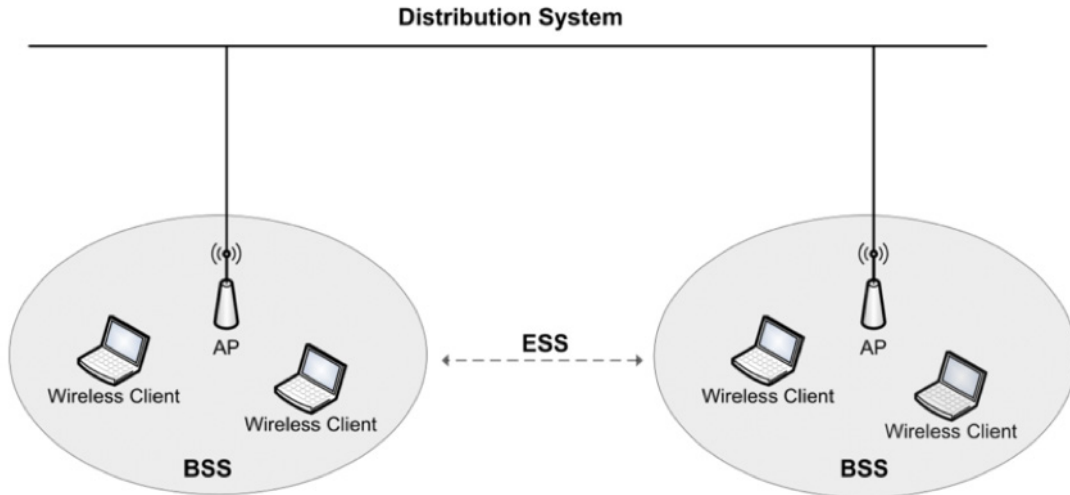 Distribution System
AP
Wireless Client
Wireless Client
BSS
ESS
AP
Wireless Client
Wireless Client
BSS